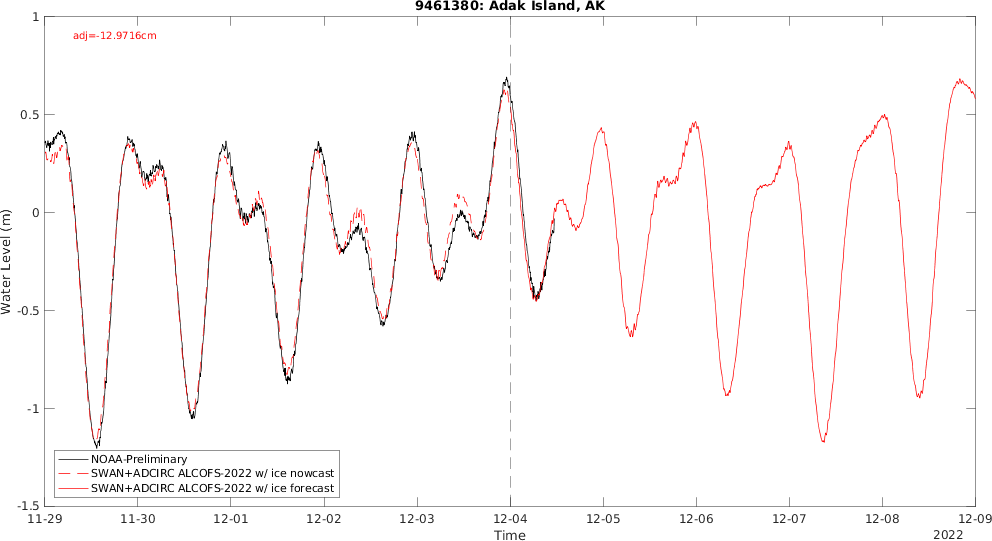 9461380: Adak Island, AK
adj=-12.9716cm
1
0.5
0
-0.5
-1
-1.5
Water Level (m)
NOAA-Preliminary
SWAN+ADCIRC ALCOFS-2022 w/ ice nowcast
SWAN+ADCIRC ALCOFS-2022 w/ ice forecast
11-29 11-30 12-01 12-02 12-03 12-04 12-05 12-06 12-07 12-08 12-09
Time
2022